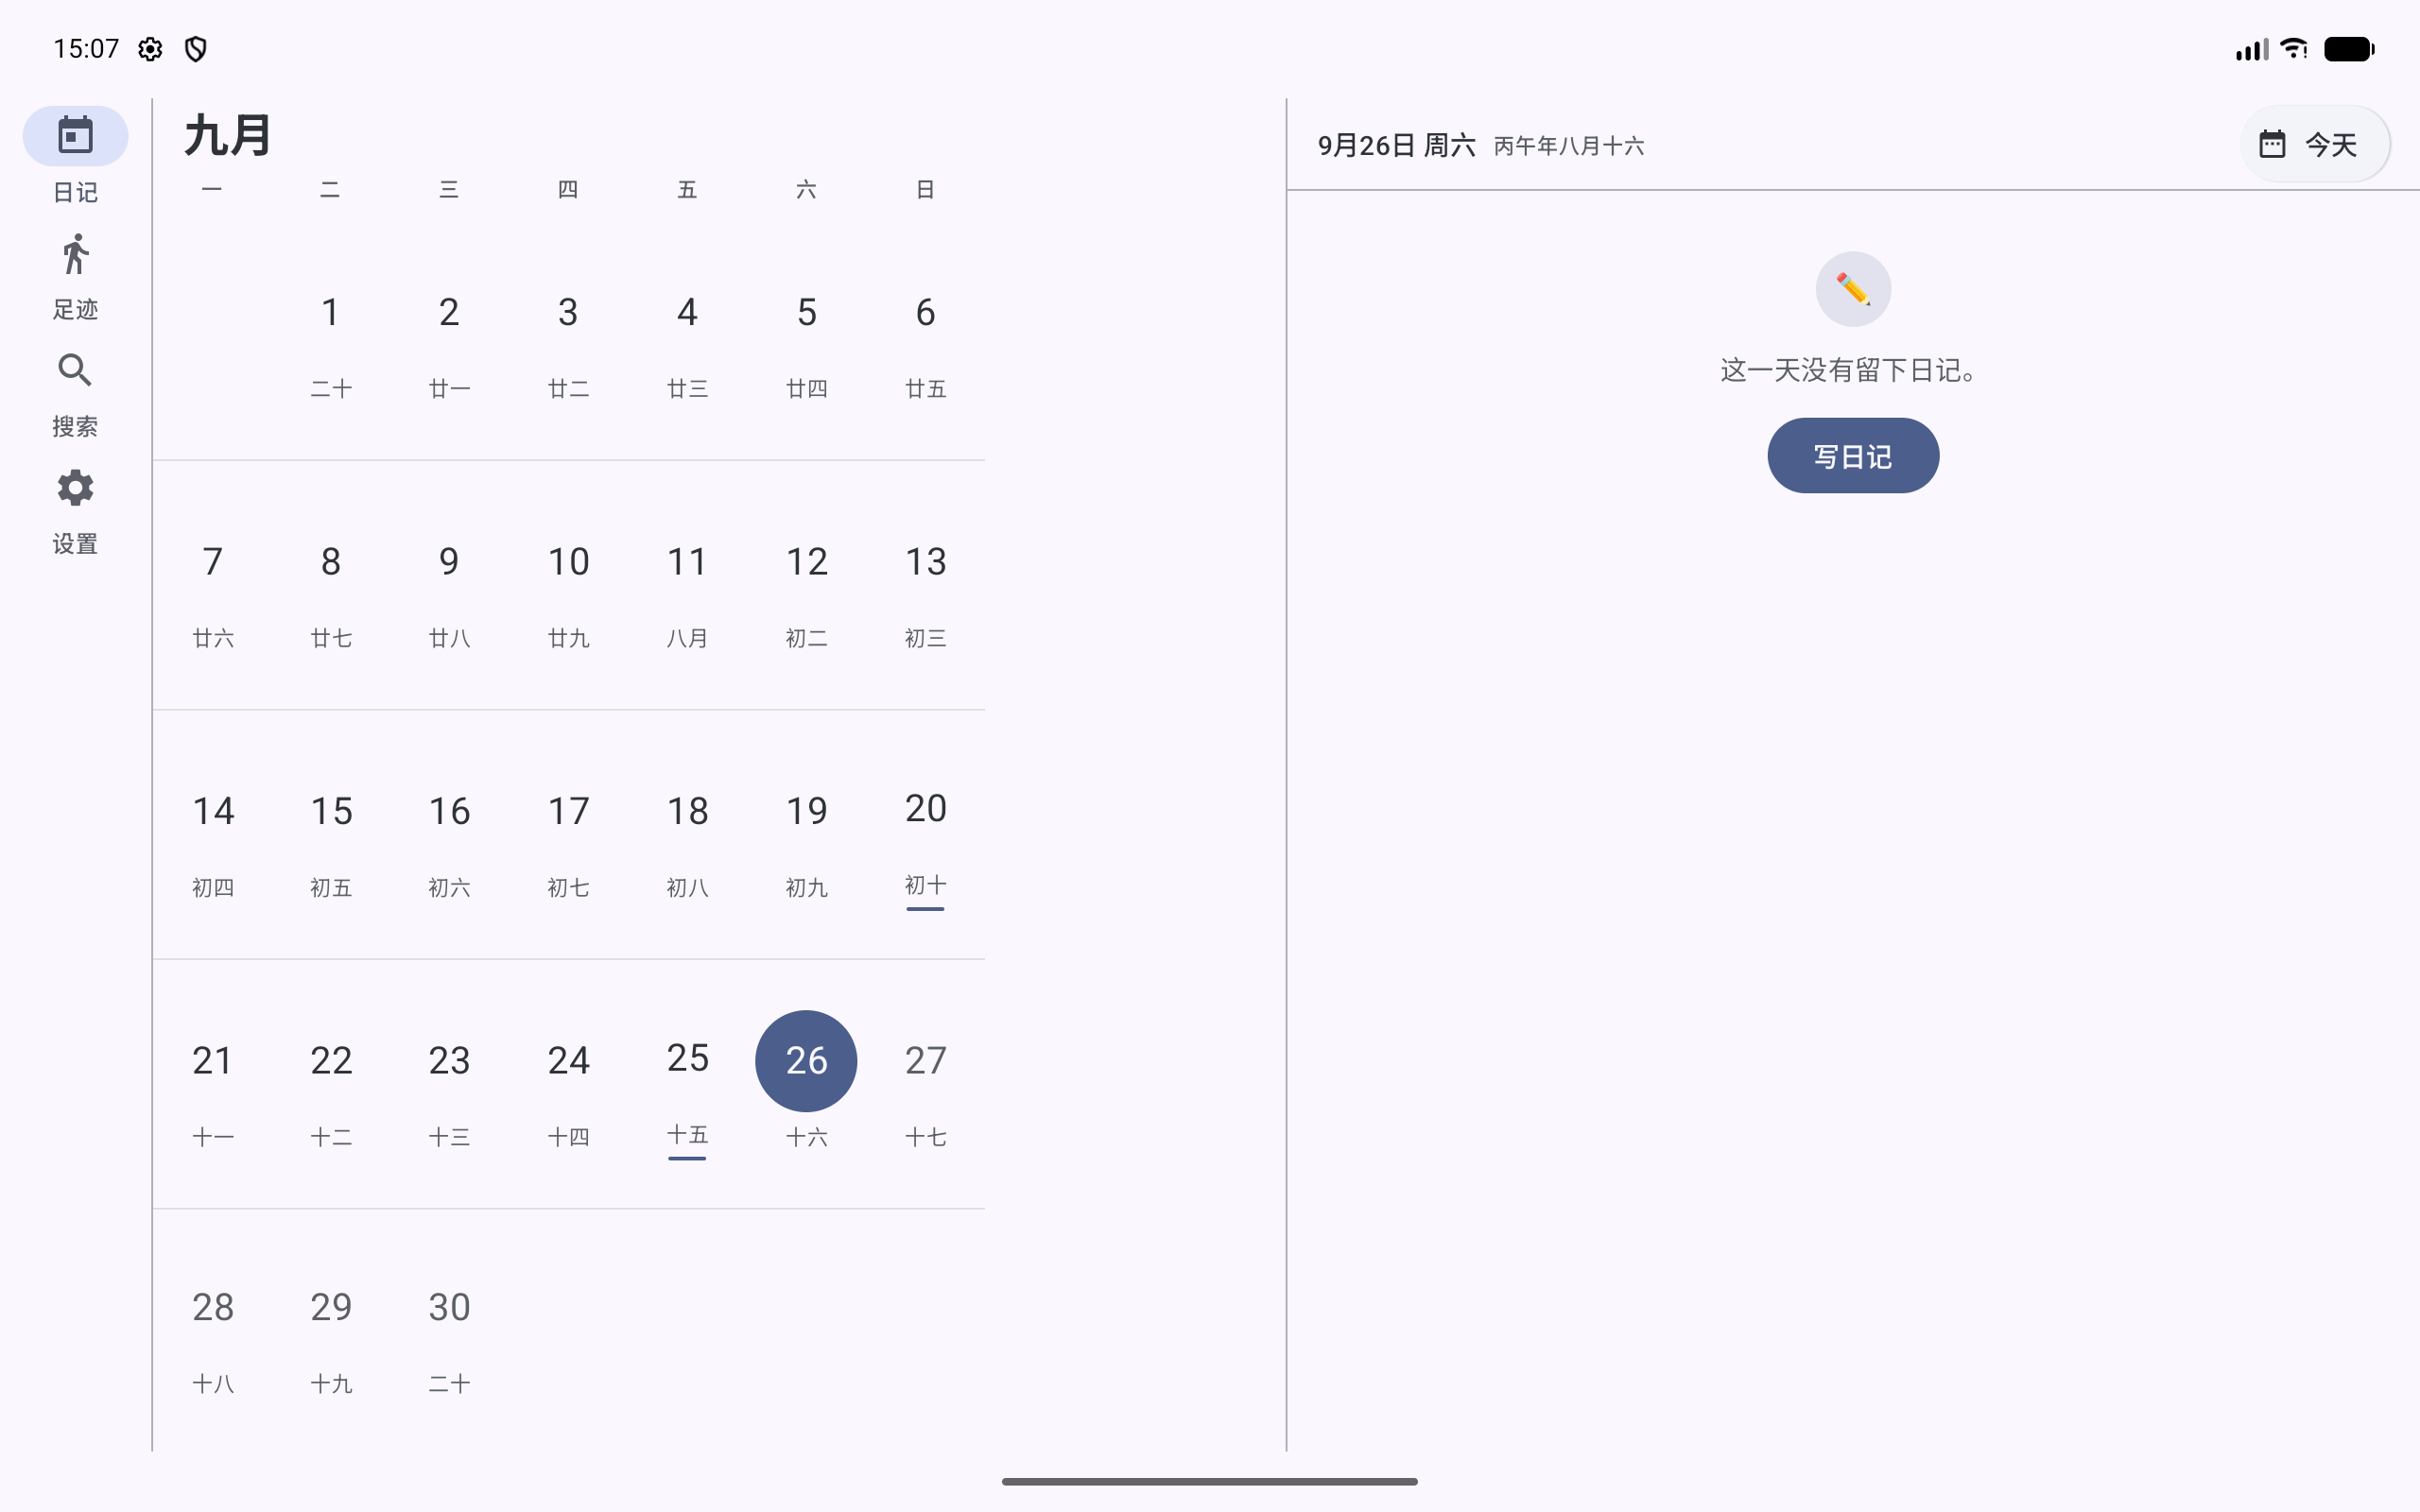 15:07
日记
足迹
搜索
设置
九月
一 二 三 四 五 六 日
1 2 3 4 5 6
二十 廿一 廿二 廿三 廿四 廿五
7 8 9 10 11 12 13
廿六 廿七 廿八 廿九 八月 初二 初三
14 15 16 17 18 19 20
初四 初五 初六 初七 初八 初九 初十
21 22 23 24 25 26 27
十一 十二 十三 十四 十五 十六 十七
28 29 30
十八 十九 二十
9月26日 周六 丙午年八月十六
今天
这一天没有留下日记。
写日记